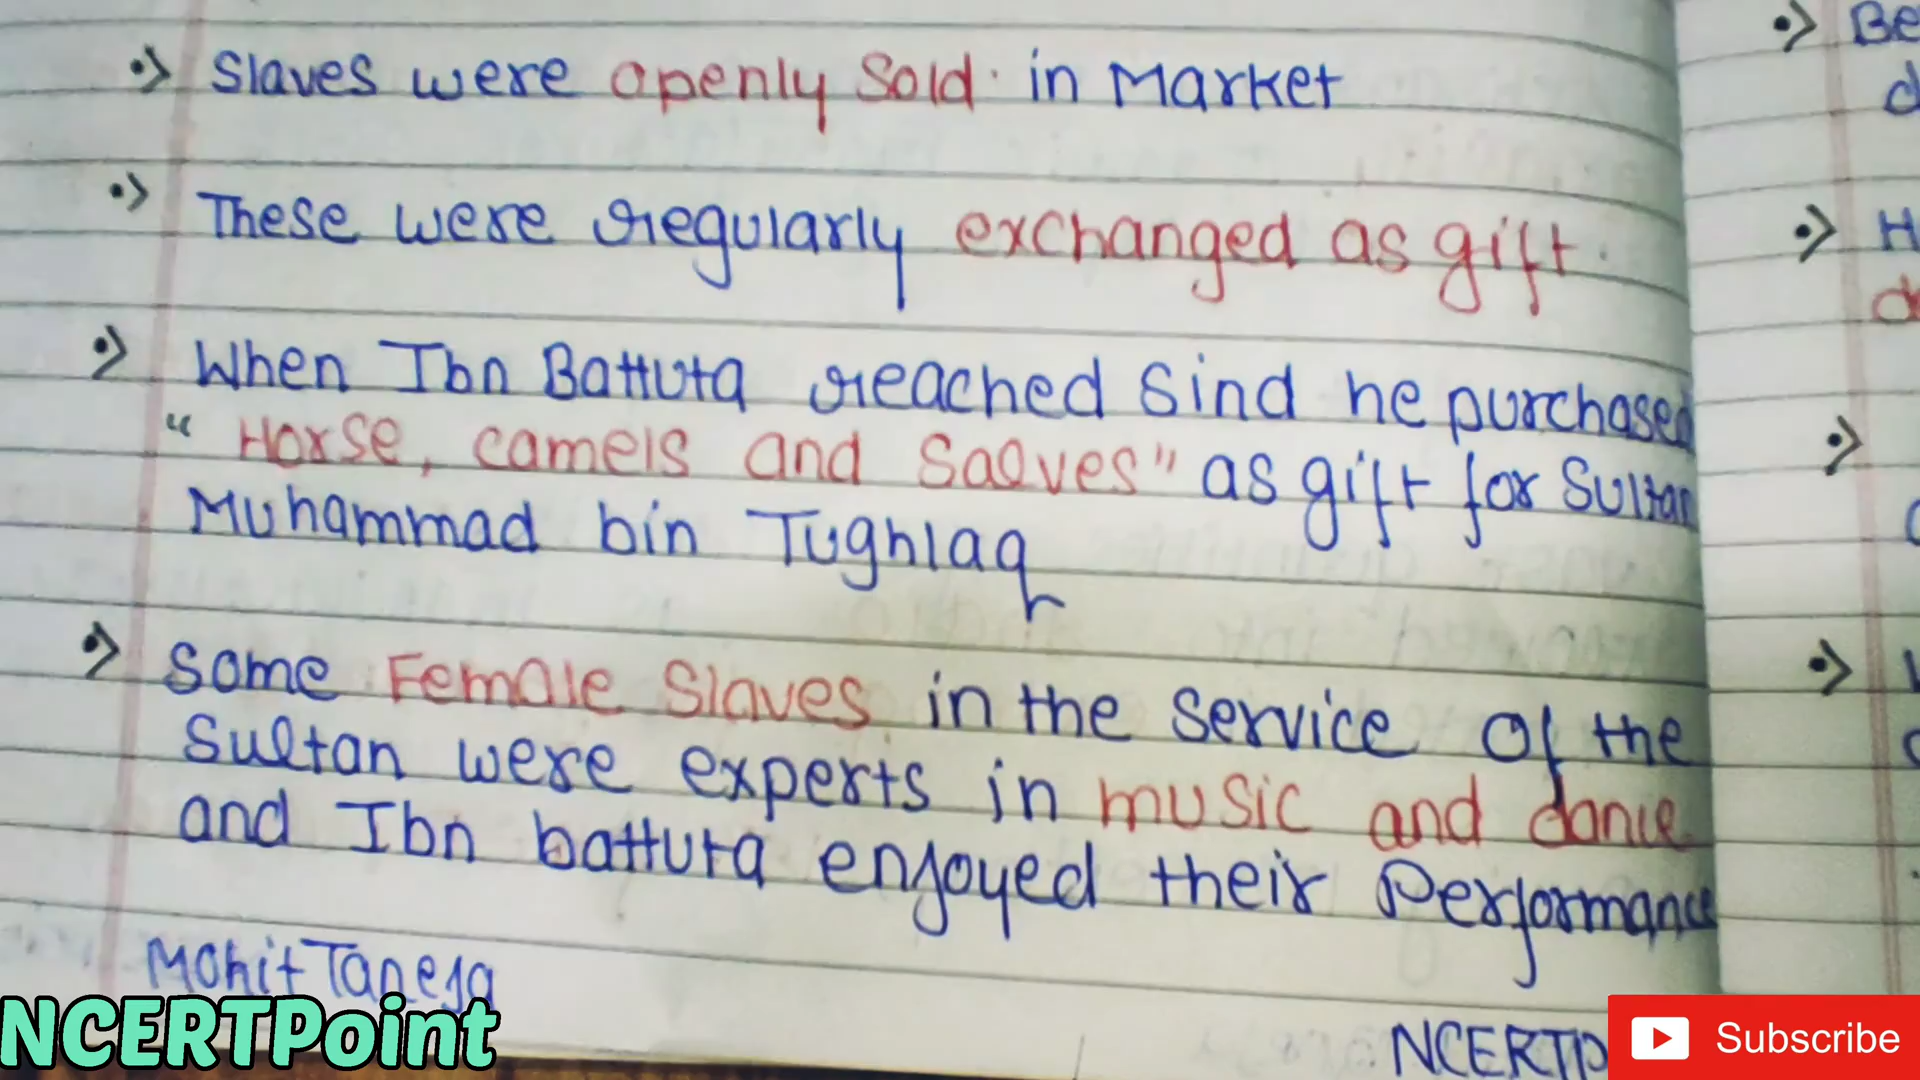 •> Slaves were openly Sold. in Market
•> These were regularly exchanged as gift.
•> When Ibn Battuta reached Sind he purchased
“ Horse, camels and Saaves" as gift for Sultan
Muhammad bin Tughlaq
•> Some Female Slaves in the Service of the
Sultan were experts in music and dance
and Ibn battuta enjoyed their Performance
Mohit Taneja
NCERTPoint
NCERTP
Subscribe
•> Be
d
•> H
d
•>
•>